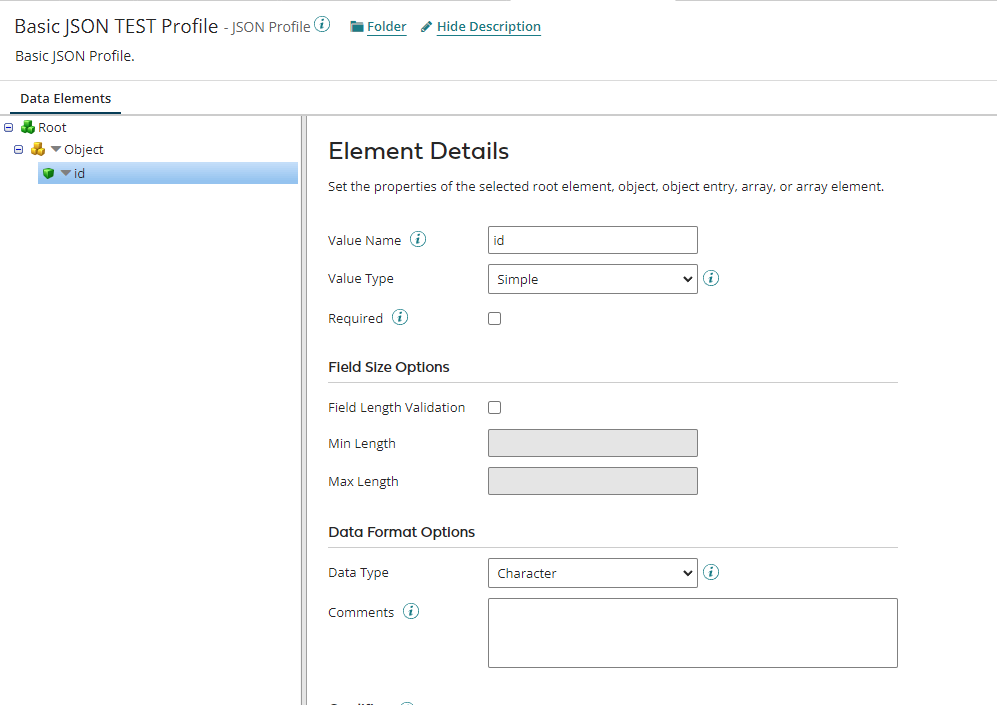 Basic JSON TEST Profile - JSON Profile i Folder Hide Description
Basic JSON Profile.
Data Elements
Root
Object
id
Element Details
Set the properties of the selected root element, object, object entry, array, or array element.
Value Name i id
Value Type Simple i
Required i
Field Size Options
Field Length Validation
Min Length
Max Length
Data Format Options
Data Type Character i
Comments i